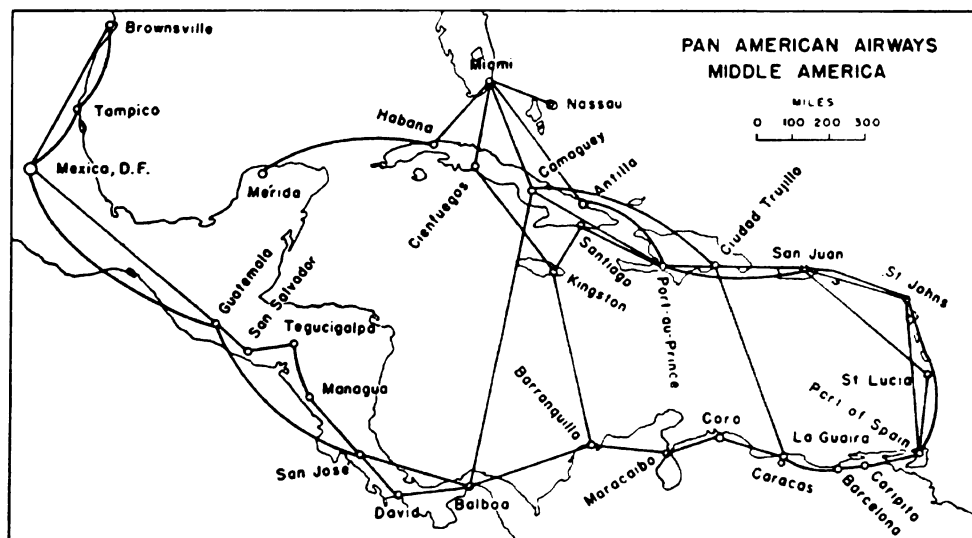 PAN AMERICAN AIRWAYS
MIDDLE AMERICA
MILES
0 100 200 300
Brownsville
Miami
Tampico
Nassau
Habana
Mexico, D.F.
Merida
Camaguey
Antilla
Cienfuegos
Ciudad Trujillo
Santiago
San Juan
Kingston
Port-au-Prince
St Johns
Guatemala
San Salvador
Tegucigalpa
Managua
St Lucia
Barranquilla
Port of Spain
Coro
La Guaira
San Jose
Maracaibo
Caracas
Caripito
Barcelona
David
Balboa